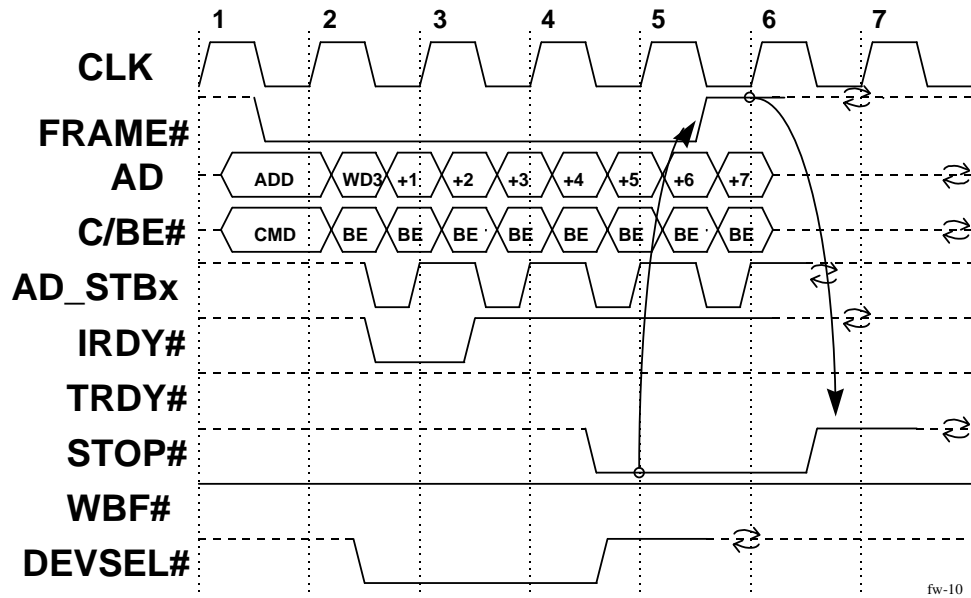 1 2 3 4 5 6 7
CLK
FRAME#
AD ADD WD3 +1 +2 +3 +4 +5 +6 +7
C/BE# CMD BE BE BE BE BE BE BE BE
AD_STBx
IRDY#
TRDY#
STOP#
WBF#
DEVSEL#
fw-10